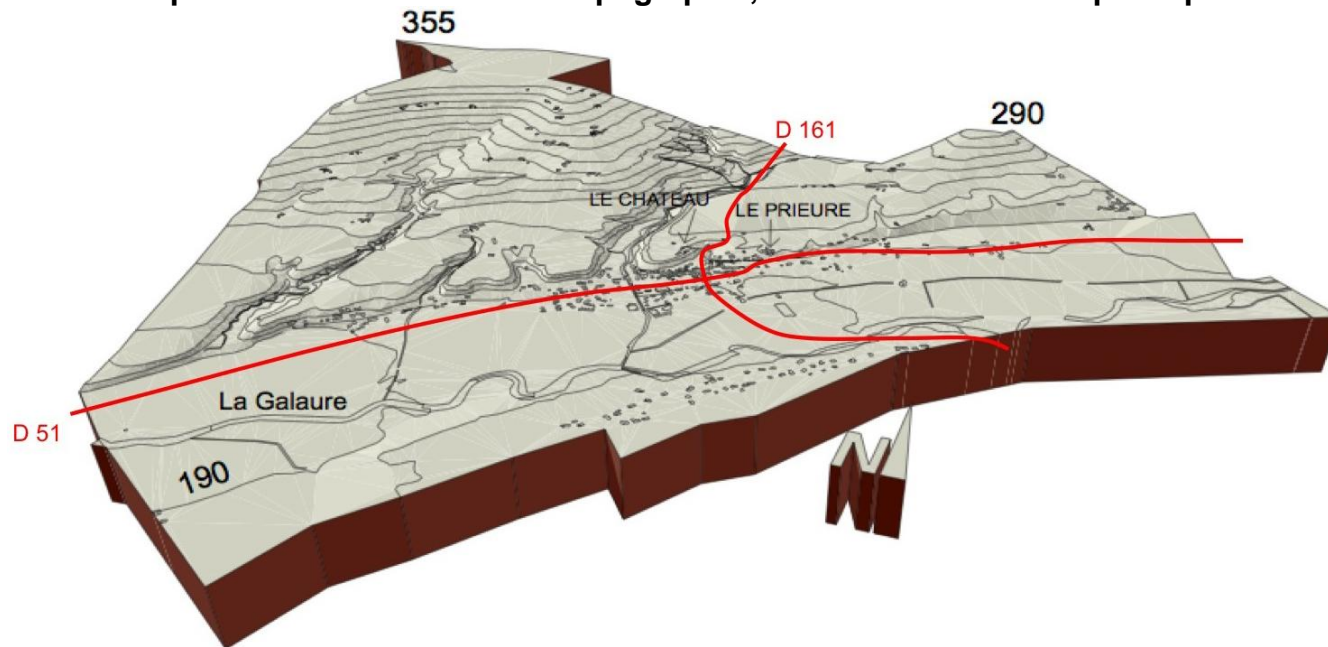 355
290
D 161
LE CHATEAU
LE PRIEURE
La Galaure
D 51
190
N